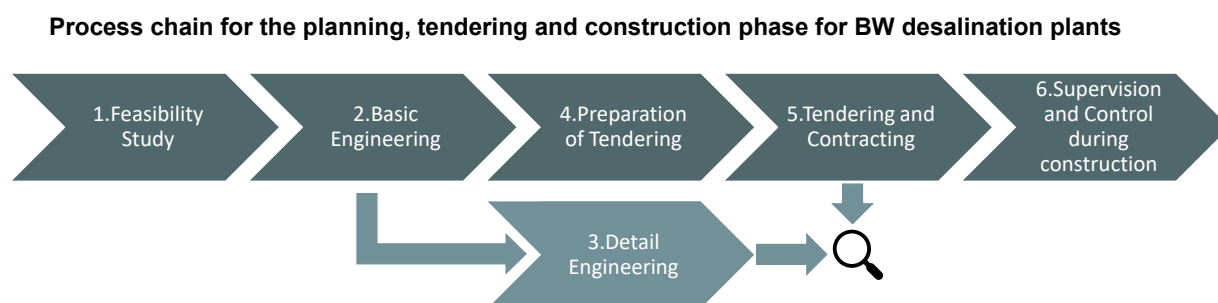 Process chain for the planning, tendering and construction phase for BW desalination plants
1.Feasibility
Study
2.Basic
Engineering
4.Preparation
of Tendering
5.Tendering and
Contracting
6.Supervision
and Control
during
construction
3.Detail
Engineering